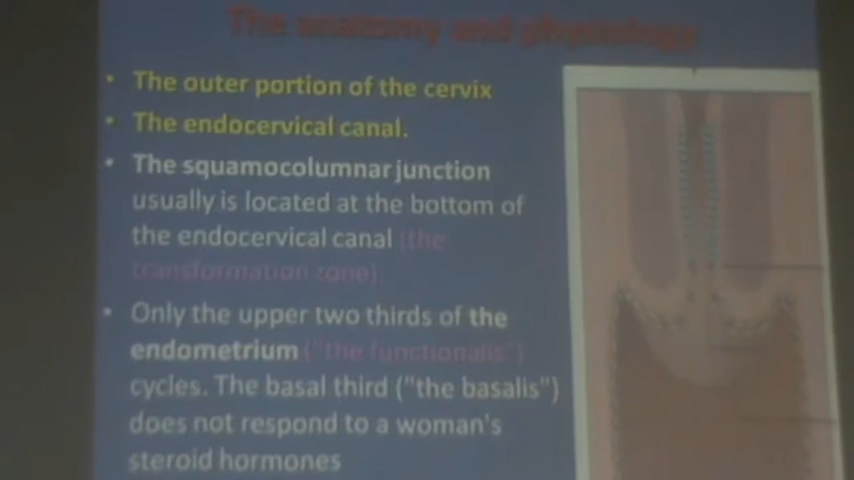 The anatomy and physiology
• The outer portion of the cervix
• The endocervical canal.
• The squamocolumnar junction
usually is located at the bottom of
the endocervical canal (the
transformation zone).
• Only the upper two thirds of the
endometrium ("the functionalis")
cycles. The basal third ("the basalis")
does not respond to a woman's
steroid hormones